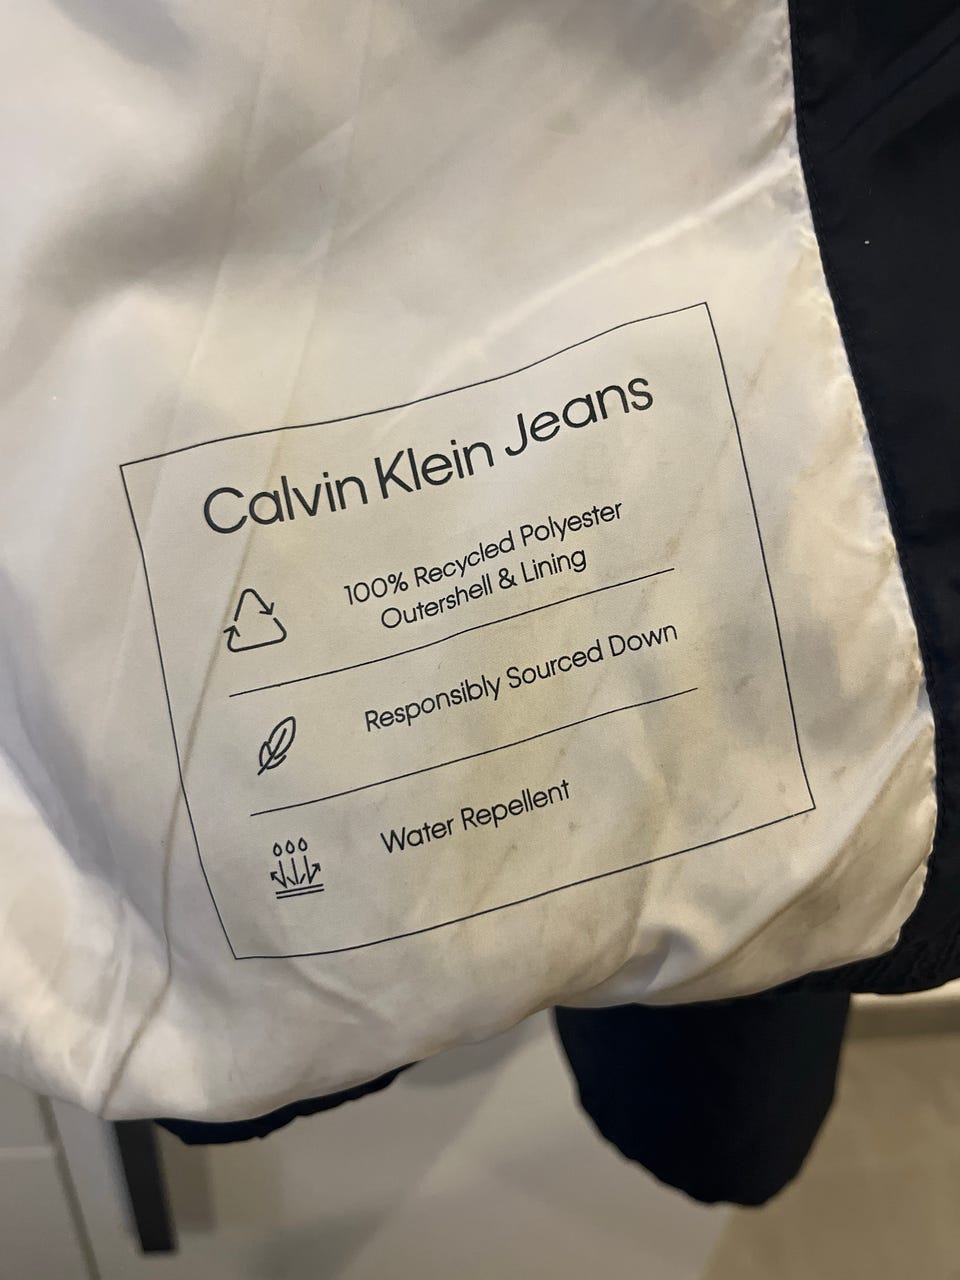 Calvin Klein Jeans
100% Recycled Polyester
Outershell & Lining
Responsibly Sourced Down
Water Repellent